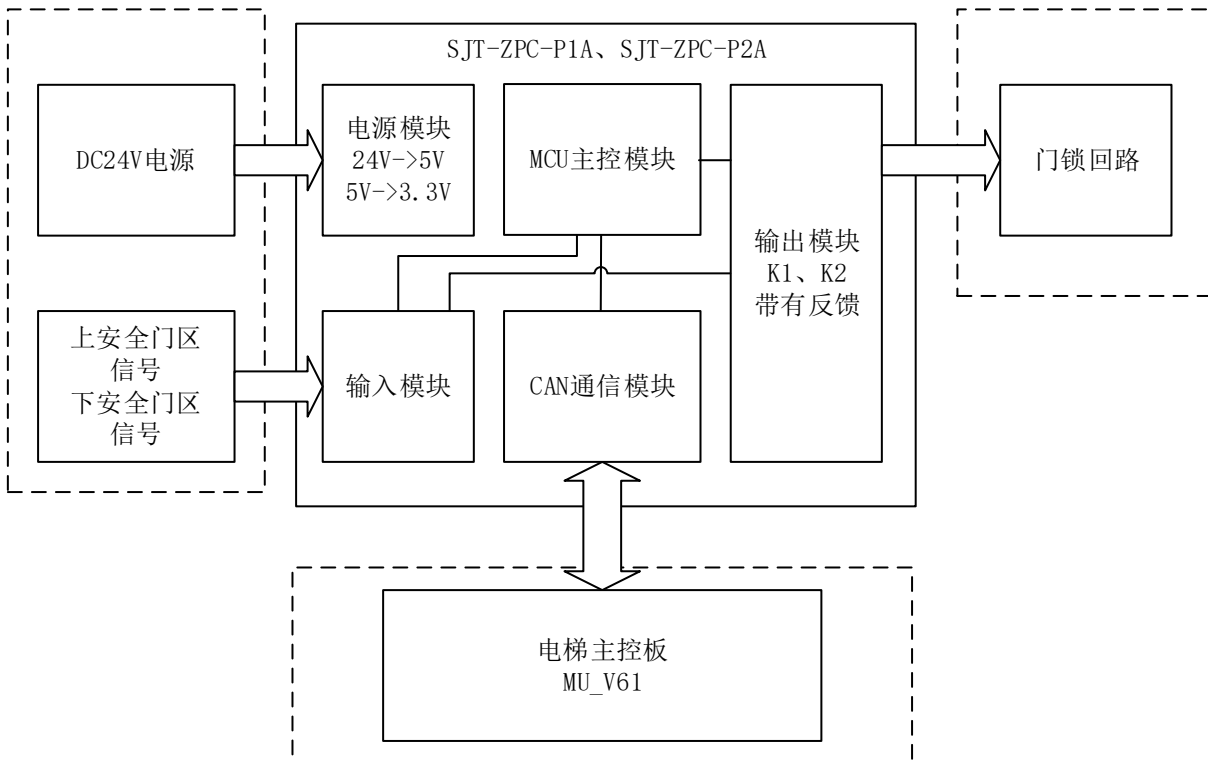 SJT-ZPC-P1A、SJT-ZPC-P2A
DC24V电源
电源模块
24V->5V
5V->3.3V
MCU主控模块
门锁回路
输出模块
K1、K2
带有反馈
上安全门区
信号
下安全门区
信号
输入模块
CAN通信模块
电梯主控板
MU_V61